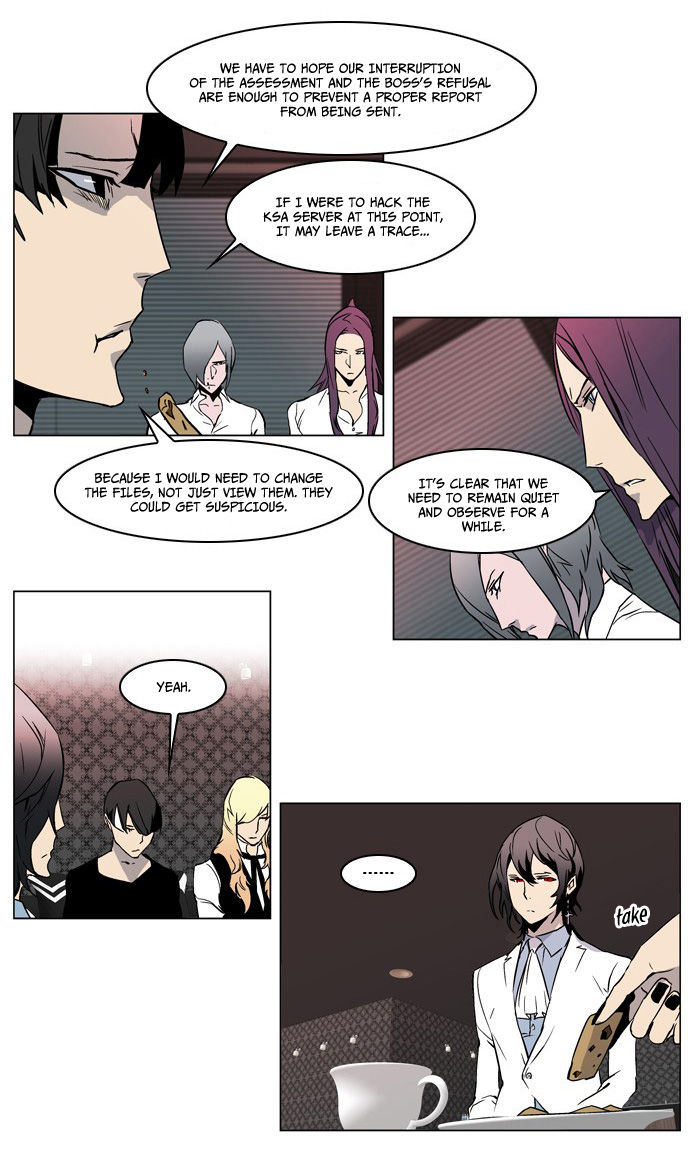 WE HAVE TO HOPE OUR INTERRUPTION
OF THE ASSESSMENT AND THE BOSS'S REFUSAL
ARE ENOUGH TO PREVENT A PROPER REPORT
FROM BEING SENT.
IF I WERE TO HACK THE
KSA SERVER AT THIS POINT,
IT MAY LEAVE A TRACE...
BECAUSE I WOULD NEED TO CHANGE
THE FILES, NOT JUST VIEW THEM. THEY
COULD GET SUSPICIOUS.
IT'S CLEAR THAT WE
NEED TO REMAIN QUIET
AND OBSERVE FOR A
WHILE.
YEAH.
------
take